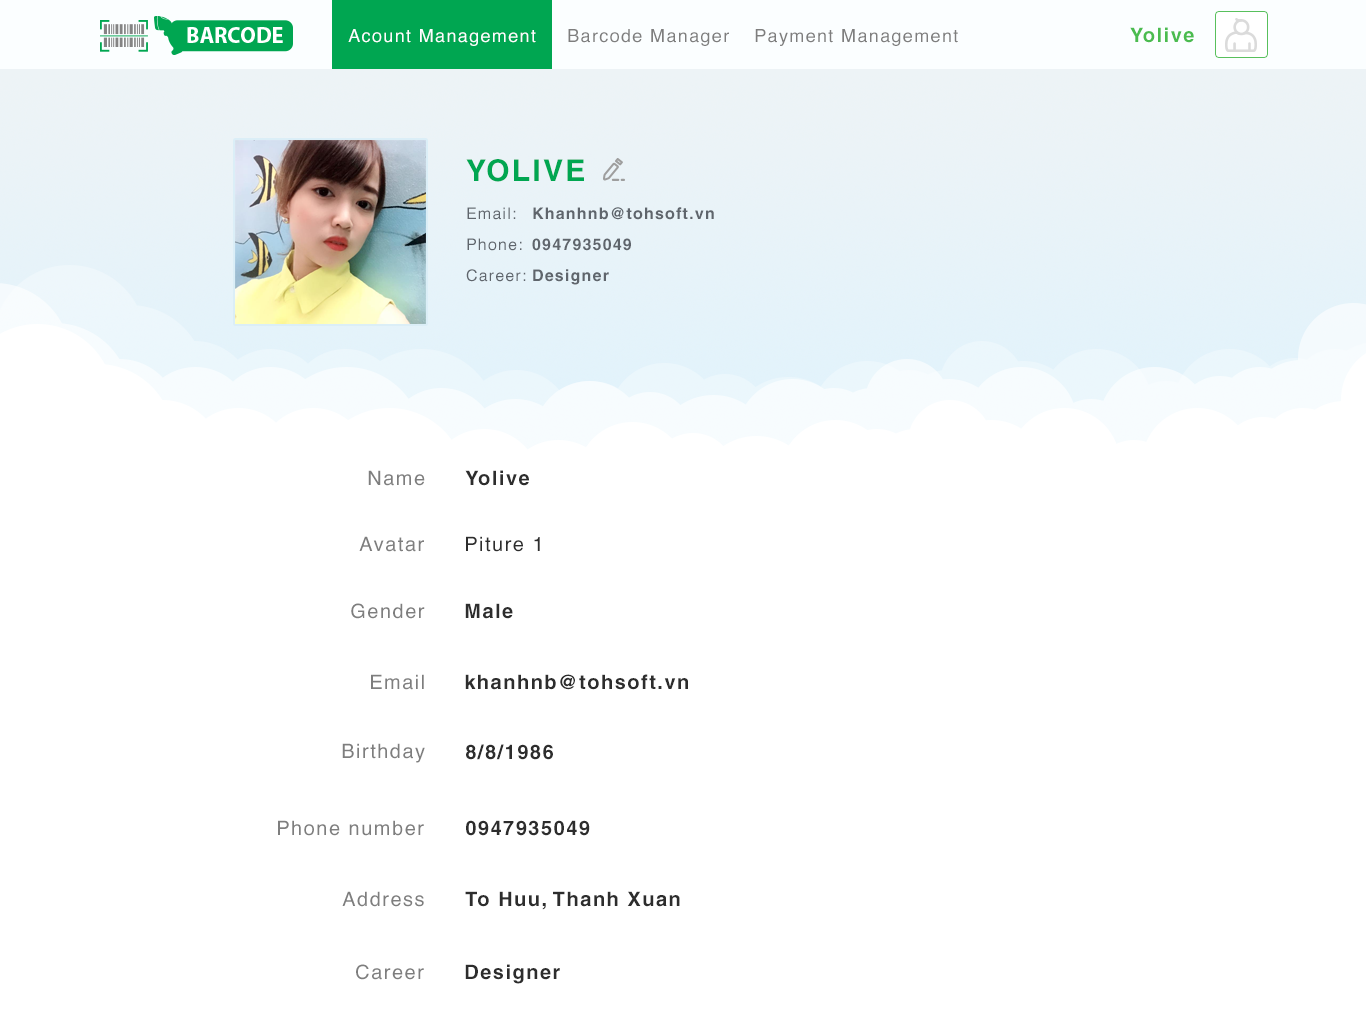 BARCODE
Acount Management
Barcode Manager
Payment Management
Yolive
YOLIVE
Email: Khanhnb@tohsoft.vn
Phone: 0947935049
Career: Designer
Name Yolive
Avatar Piture 1
Gender Male
Email khanhnb@tohsoft.vn
Birthday 8/8/1986
Phone number 0947935049
Address To Huu, Thanh Xuan
Career Designer